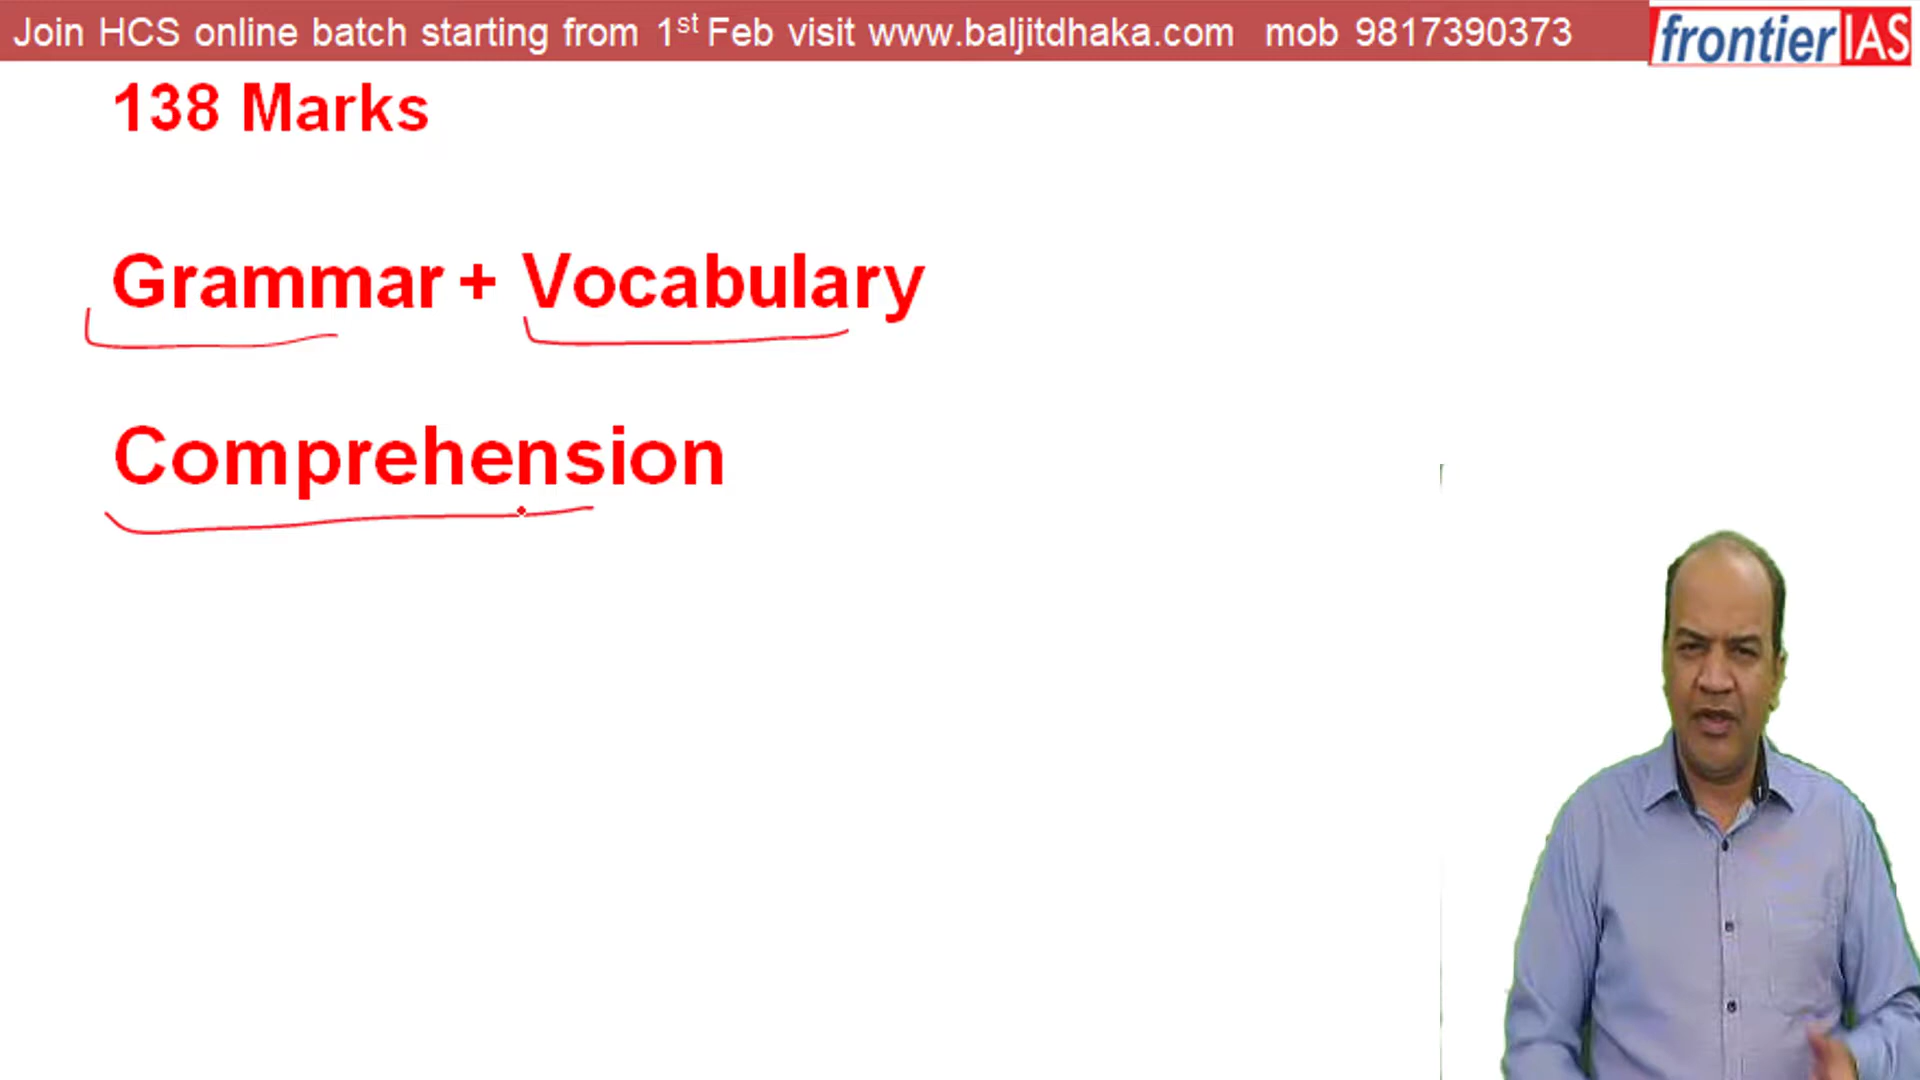 Join HCS online batch starting from 1st Feb visit www.baljitdhaka.com mob 9817390373
frontier IAS
138 Marks
Grammar + Vocabulary
Comprehension